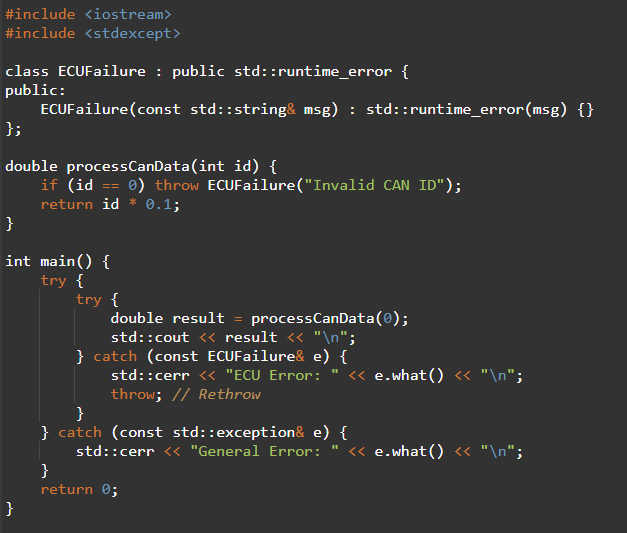 #include <iostream>
#include <stdexcept>

class ECUFailure : public std::runtime_error {
public:
    ECUFailure(const std::string& msg) : std::runtime_error(msg) {}
};

double processCanData(int id) {
    if (id == 0) throw ECUFailure("Invalid CAN ID");
    return id * 0.1;
}

int main() {
    try {
        try {
            double result = processCanData(0);
            std::cout << result << "\n";
        } catch (const ECUFailure& e) {
            std::cerr << "ECU Error: " << e.what() << "\n";
            throw; // Rethrow
        }
    } catch (const std::exception& e) {
        std::cerr << "General Error: " << e.what() << "\n";
    }
    return 0;
}